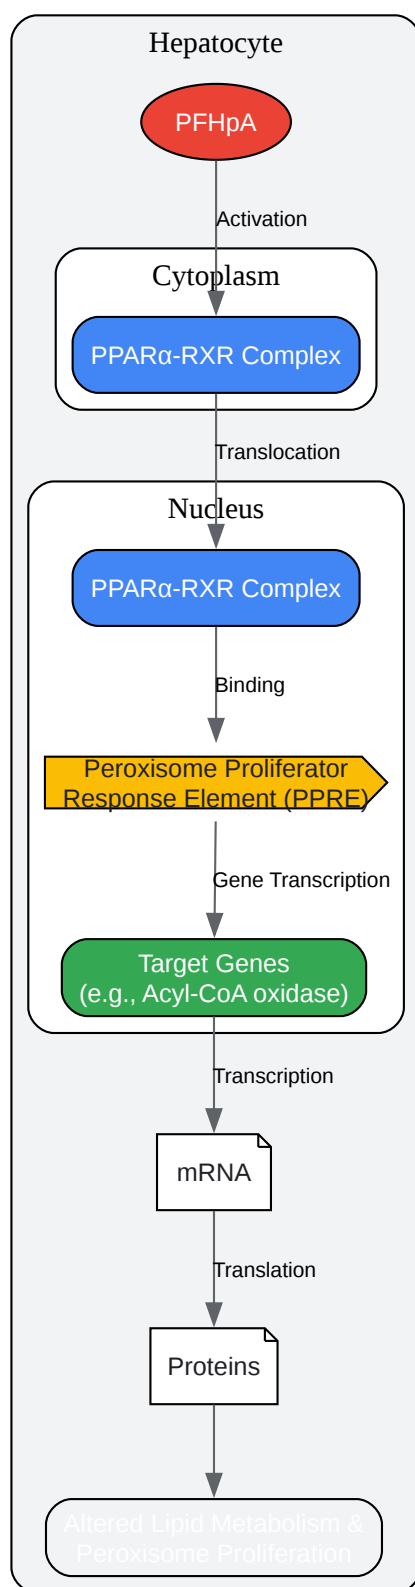 Hepatocyte
PFHpA
Activation
Cytoplasm
PPARα-RXR Complex
Translocation
Nucleus
PPARα-RXR Complex
Binding
Peroxisome Proliferator
Response Element (PPRE)
Gene Transcription
Target Genes
(e.g., Acyl-CoA oxidase)
Transcription
mRNA
Translation
Proteins
Altered Lipid Metabolism &
Peroxisome Proliferation